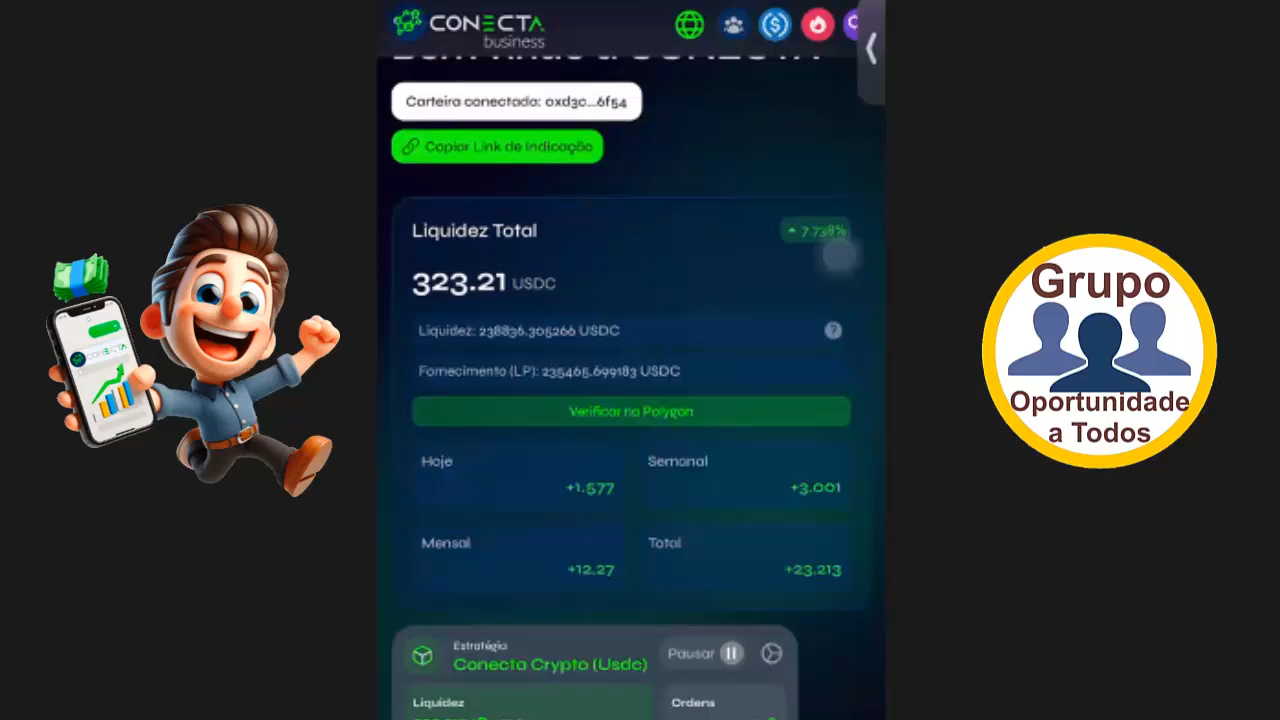 CONECTA
business
Carteira conectada: 0xd3c...6f54
Copiar Link de Indicação
Liquidez Total
7.738%
323.21 USDC
Liquidez: 238836.305266 USDC
?
Fornecimento (LP): 235465.699183 USDC
Verificar na Polygon
Hoje
+1.577
Semanal
+3.001
Mensal
+12.27
Total
+23.213
Estratégia
Conecta Crypto (Usdc)
Pausar
Liquidez
Ordens
CONECTA
Grupo
Oportunidade
a Todos